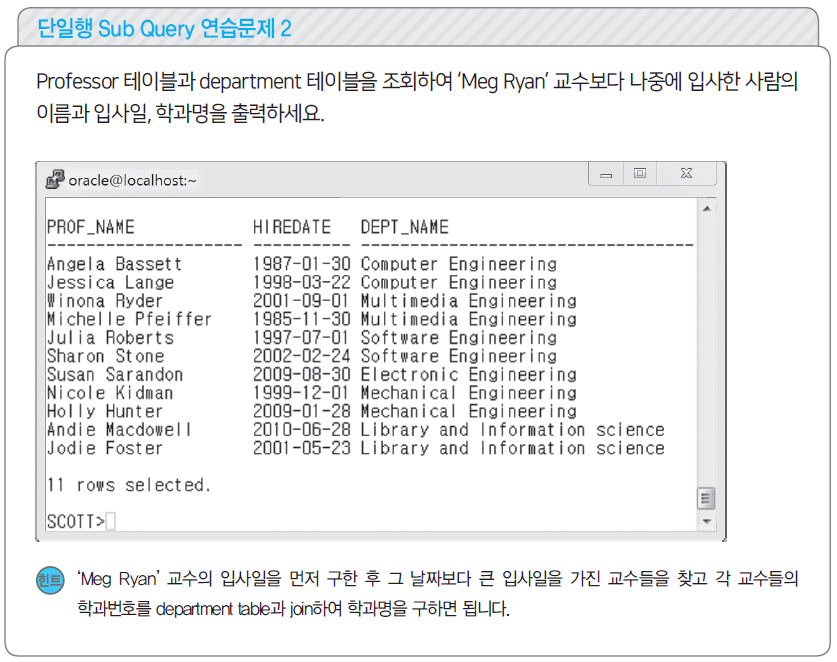 단일행 Sub Query 연습문제 2
Professor 테이블과 department 테이블을 조회하여 ‘Meg Ryan’ 교수보다 나중에 입사한 사람의
이름과 입사일, 학과명을 출력하세요.
oracle@localhost:~
PROF_NAME HIREDATE DEPT_NAME
-------------------- ---------- ----------------------------------
Angela Bassett 1987-01-30 Computer Engineering
Jessica Lange 1998-03-22 Computer Engineering
Winona Ryder 2001-09-01 Multimedia Engineering
Michelle Pfeiffer 1985-11-30 Multimedia Engineering
Julia Roberts 1997-07-01 Software Engineering
Sharon Stone 2002-02-24 Software Engineering
Susan Sarandon 2009-08-30 Electronic Engineering
Nicole Kidman 1999-12-01 Mechanical Engineering
Holly Hunter 2009-01-28 Mechanical Engineering
Andie Macdowell 2010-06-28 Library and Information science
Jodie Foster 2001-05-23 Library and Information science
11 rows selected.
SCOTT>
힌트 ‘Meg Ryan’ 교수의 입사일을 먼저 구한 후 그 날짜보다 큰 입사일을 가진 교수들을 찾고 각 교수들의
학과번호를 department table과 join하여 학과명을 구하면 됩니다.